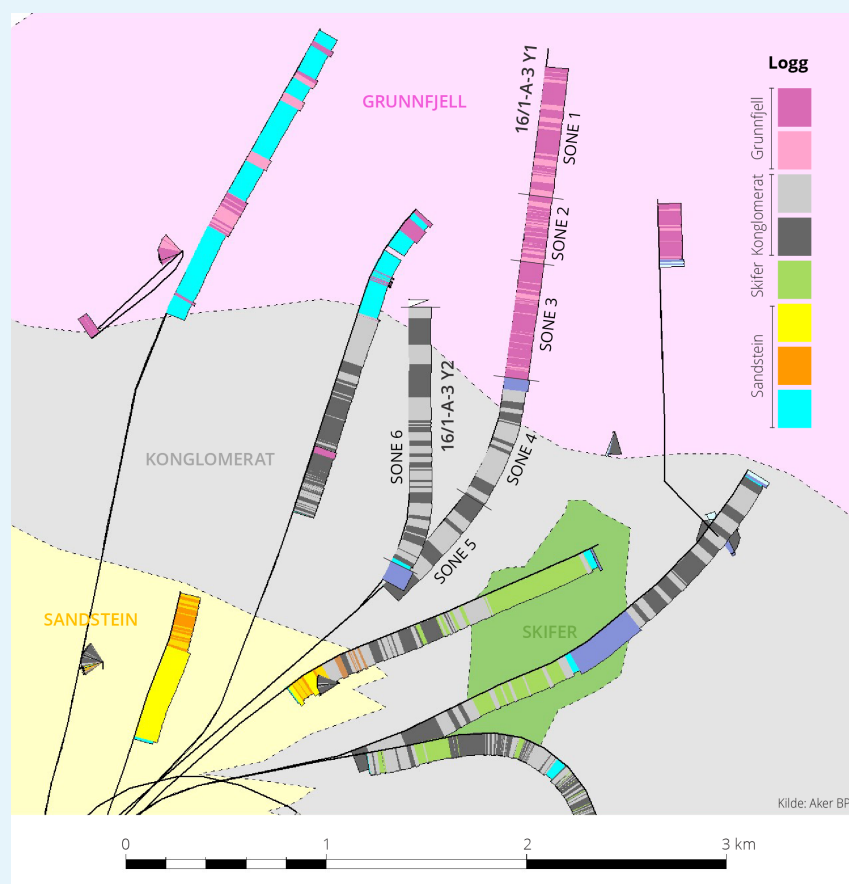 Logg
Grunnfjell
Konglomerat
Skifer
Sandstein
GRUNNFJELL
16/1-A-3 Y1
SONE 1
SONE 2
SONE 3
SONE 4
SONE 5
SONE 6
16/1-A-3 Y2
KONGLOMERAT
SANDSTEIN
SKIFER
Kilde: Aker BP
0 1 2 3 km